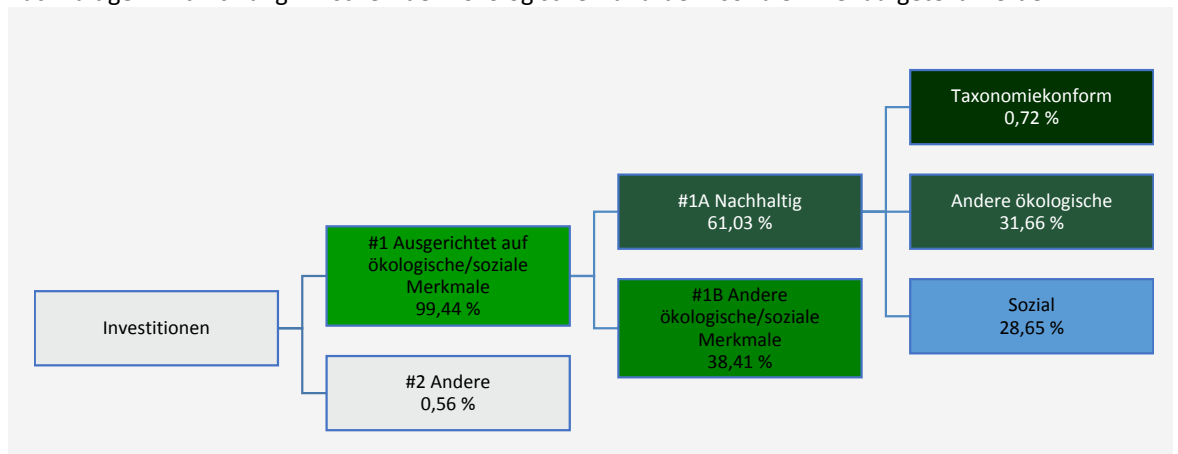 Taxonomiekonform
0,72 %
#1A Nachhaltig
61,03 %
Andere ökologische
31,66 %
#1 Ausgerichtet auf
ökologische/soziale
Merkmale
99,44 %
Investitionen
#1B Andere
ökologische/soziale
Merkmale
38,41 %
Sozial
28,65 %
#2 Andere
0,56 %